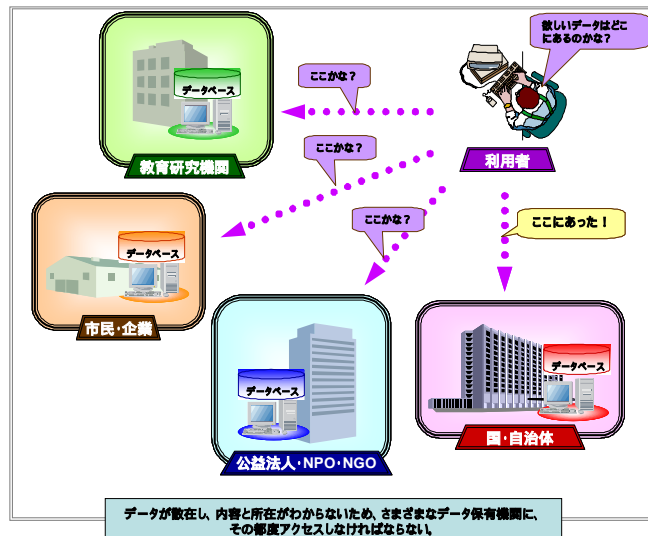 欲しいデータはどこ
にあるのかな？
データベース
ここかな？
教育研究機関
利用者
ここかな？
ここかな？
ここにあった！
データベース
市民・企業
データベース
データベース
公益法人・NPO・NGO
国・自治体
データが散在し、内容と所在がわからないため、さまざまなデータ保有機関に、
その都度アクセスしなければならない。